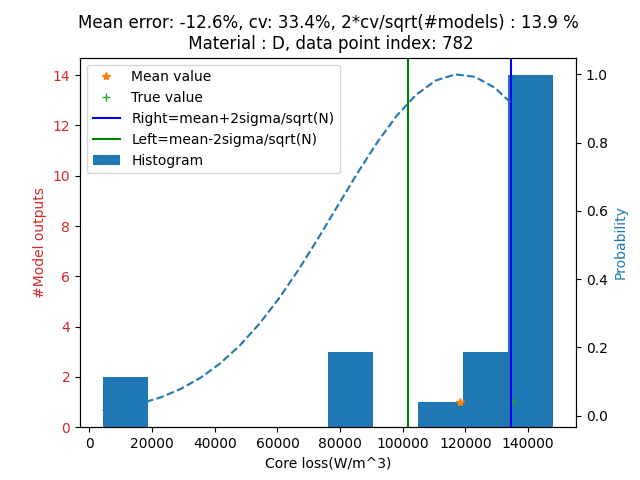 Mean error: -12.6%, cv: 33.4%, 2*cv/sqrt(#models) : 13.9 %
Material : D, data point index: 782
Mean value
True value
Right=mean+2sigma/sqrt(N)
Left=mean-2sigma/sqrt(N)
Histogram
#Model outputs
14
12
10
8
6
4
2
0
1.0
0.8
0.6
0.4
0.2
0.0
Probability
0
20000
40000
60000
80000
100000
120000
140000
Core loss(W/m^3)